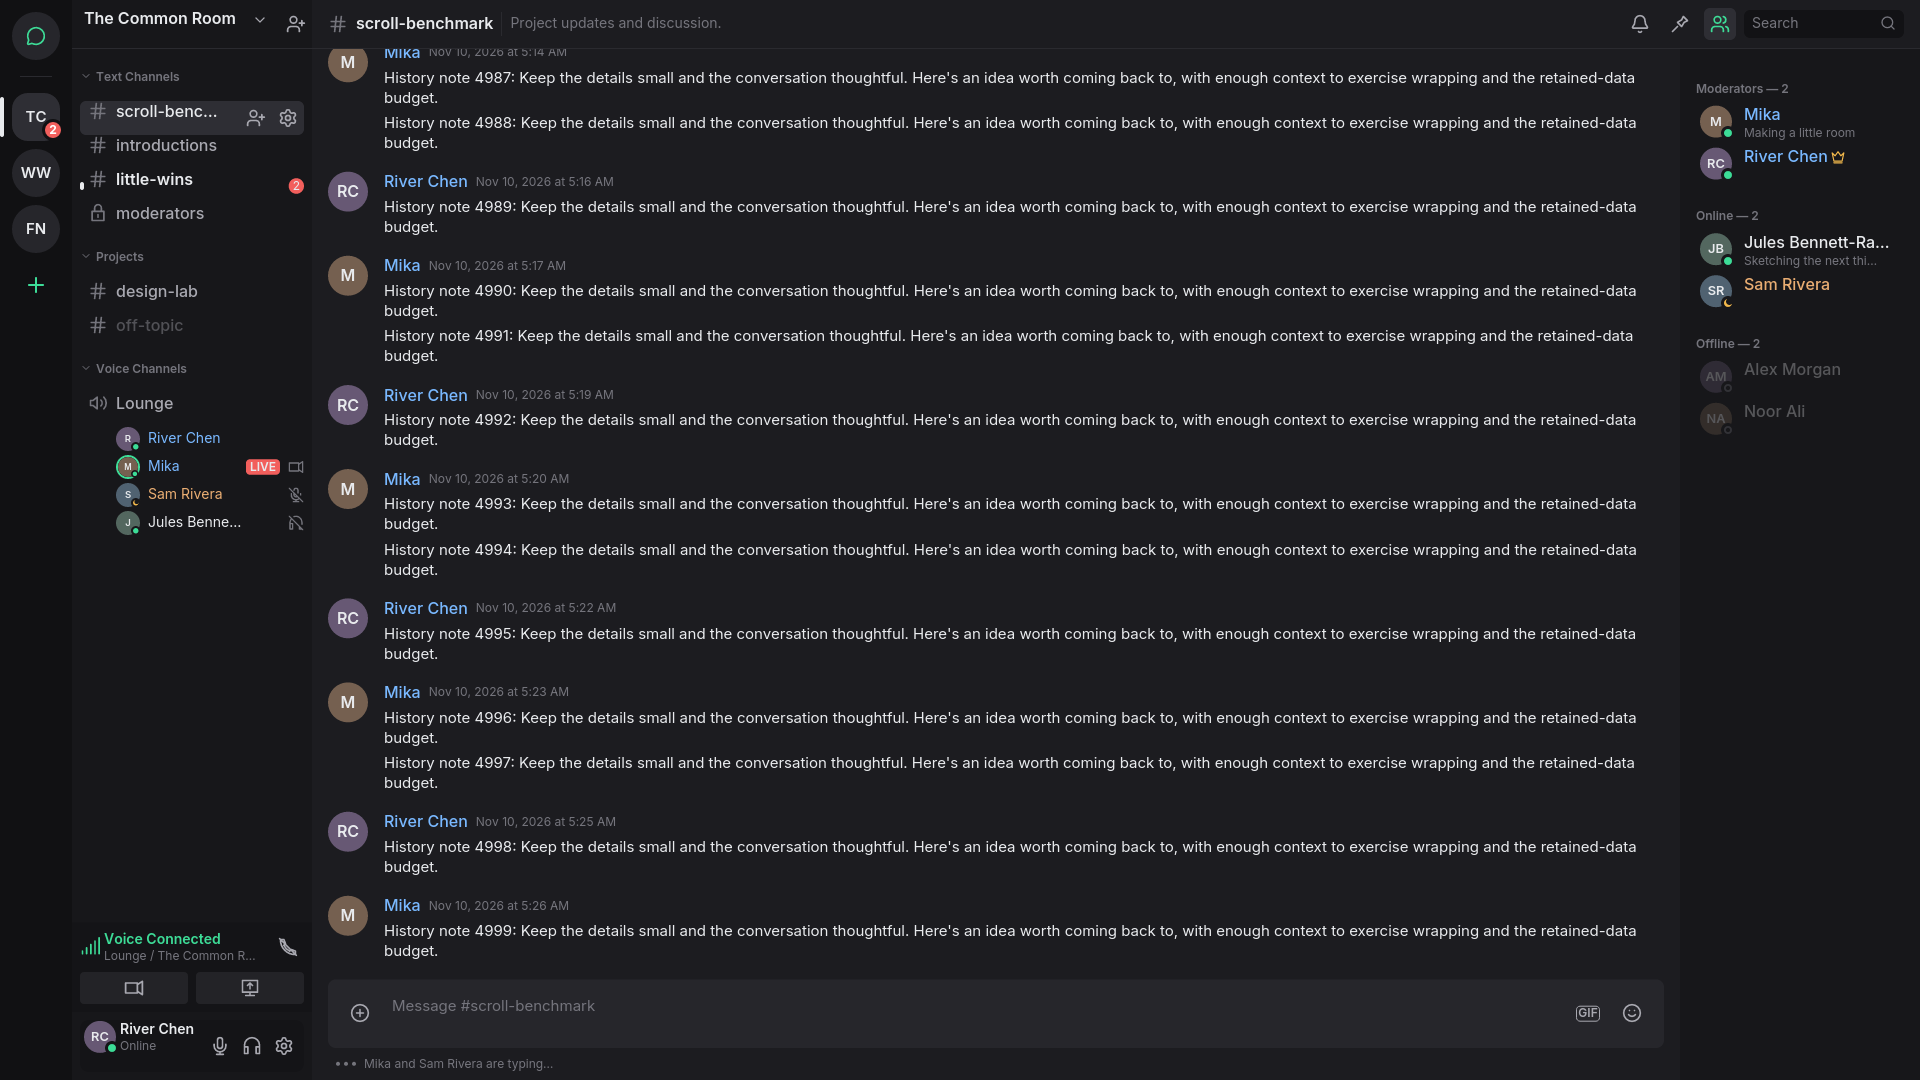 The Common Room
# scroll-benchmark
Project updates and discussion.
Search
TC
2
WW
FN
Text Channels
scroll-benc...
introductions
little-wins
2
moderators
Projects
design-lab
off-topic
Voice Channels
Lounge
R
River Chen
M
Mika
LIVE
S
Sam Rivera
J
Jules Benne...
Voice Connected
Lounge / The Common R...
RC
River Chen
Online
M
Mika Nov 10, 2026 at 5:14 AM
History note 4987: Keep the details small and the conversation thoughtful. Here's an idea worth coming back to, with enough context to exercise wrapping and the retained-data
budget.
History note 4988: Keep the details small and the conversation thoughtful. Here's an idea worth coming back to, with enough context to exercise wrapping and the retained-data
budget.
RC
River Chen Nov 10, 2026 at 5:16 AM
History note 4989: Keep the details small and the conversation thoughtful. Here's an idea worth coming back to, with enough context to exercise wrapping and the retained-data
budget.
M
Mika Nov 10, 2026 at 5:17 AM
History note 4990: Keep the details small and the conversation thoughtful. Here's an idea worth coming back to, with enough context to exercise wrapping and the retained-data
budget.
History note 4991: Keep the details small and the conversation thoughtful. Here's an idea worth coming back to, with enough context to exercise wrapping and the retained-data
budget.
RC
River Chen Nov 10, 2026 at 5:19 AM
History note 4992: Keep the details small and the conversation thoughtful. Here's an idea worth coming back to, with enough context to exercise wrapping and the retained-data
budget.
M
Mika Nov 10, 2026 at 5:20 AM
History note 4993: Keep the details small and the conversation thoughtful. Here's an idea worth coming back to, with enough context to exercise wrapping and the retained-data
budget.
History note 4994: Keep the details small and the conversation thoughtful. Here's an idea worth coming back to, with enough context to exercise wrapping and the retained-data
budget.
RC
River Chen Nov 10, 2026 at 5:22 AM
History note 4995: Keep the details small and the conversation thoughtful. Here's an idea worth coming back to, with enough context to exercise wrapping and the retained-data
budget.
M
Mika Nov 10, 2026 at 5:23 AM
History note 4996: Keep the details small and the conversation thoughtful. Here's an idea worth coming back to, with enough context to exercise wrapping and the retained-data
budget.
History note 4997: Keep the details small and the conversation thoughtful. Here's an idea worth coming back to, with enough context to exercise wrapping and the retained-data
budget.
RC
River Chen Nov 10, 2026 at 5:25 AM
History note 4998: Keep the details small and the conversation thoughtful. Here's an idea worth coming back to, with enough context to exercise wrapping and the retained-data
budget.
M
Mika Nov 10, 2026 at 5:26 AM
History note 4999: Keep the details small and the conversation thoughtful. Here's an idea worth coming back to, with enough context to exercise wrapping and the retained-data
budget.
Message #scroll-benchmark
GIF
Mika and Sam Rivera are typing...
Moderators — 2
M
Mika
Making a little room
RC
River Chen
Online — 2
JB
Jules Bennett-Ra...
Sketching the next thi...
SR
Sam Rivera
Offline — 2
AM
Alex Morgan
NA
Noor Ali